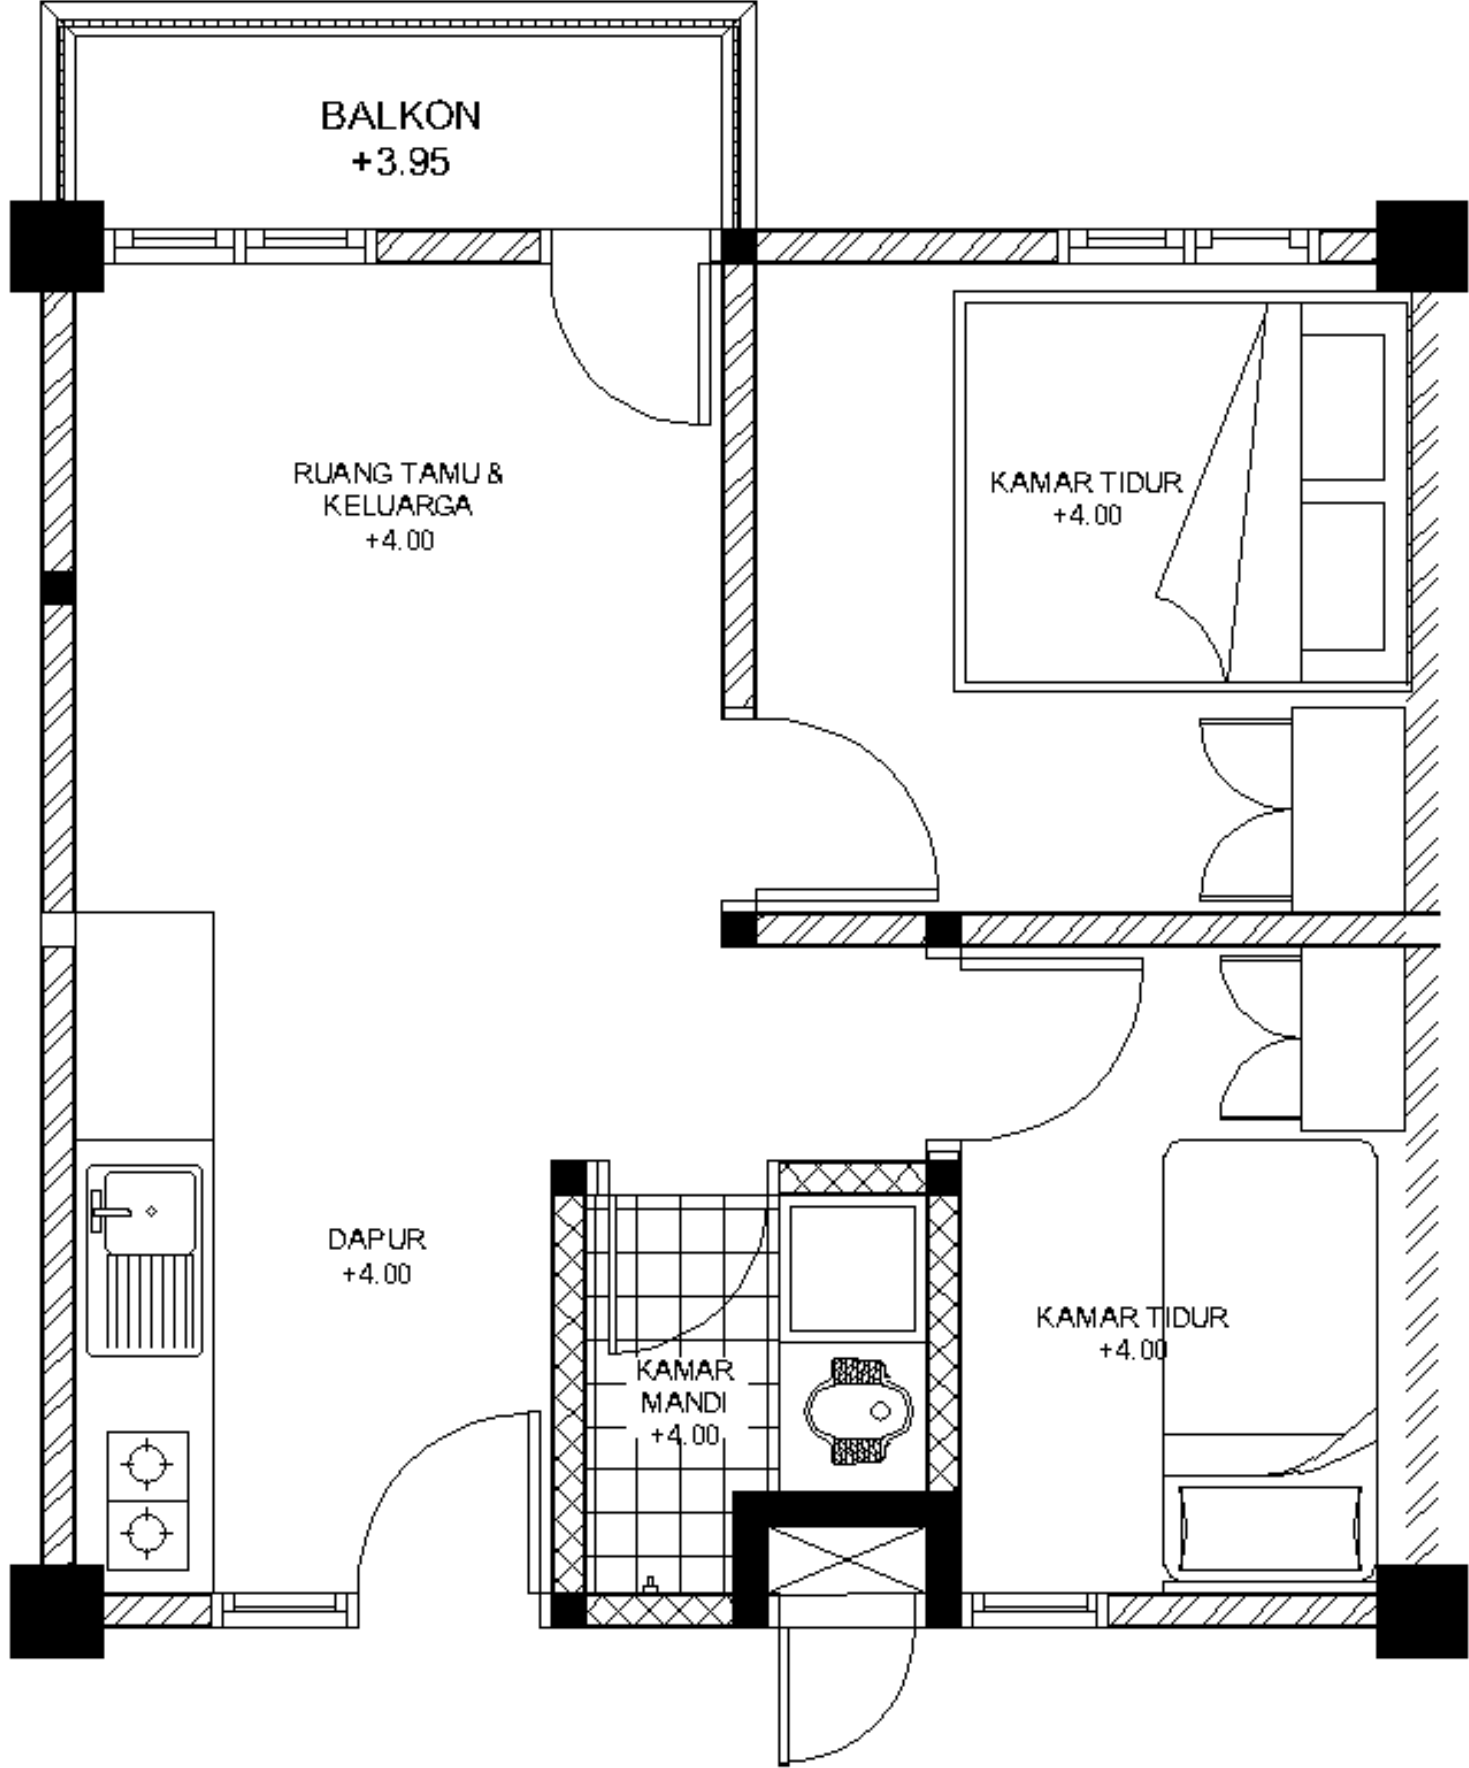 BALKON
+3.95
RUANG TAMU &
KELUARGA
+4.00
KAMAR TIDUR
+4.00
DAPUR
+4.00
KAMAR
MANDI
+4.00
KAMAR TIDUR
+4.00